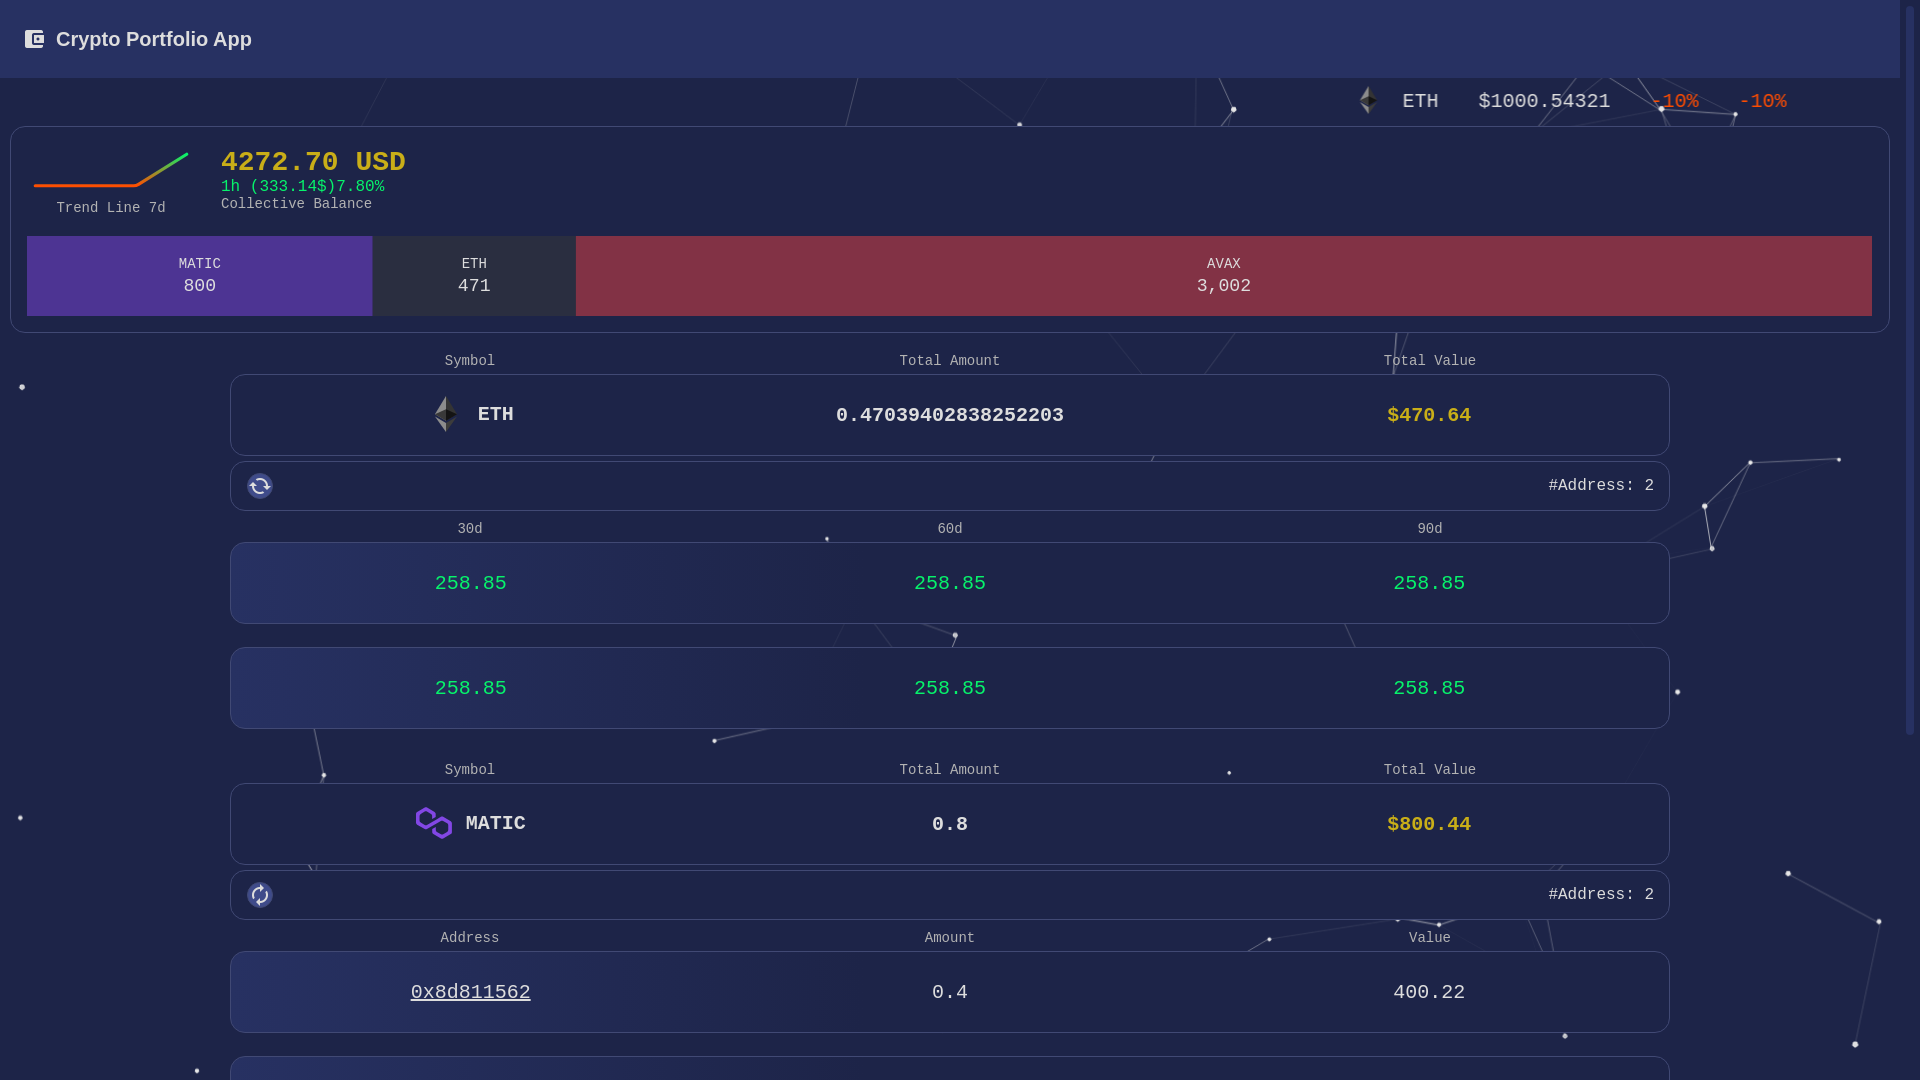 Crypto Portfolio App
ETH $1000.54321 -10% -10%
4272.70 USD
1h (333.14$)7.80%
Collective Balance
Trend Line 7d
MATIC
800
ETH
471
AVAX
3,002
Symbol Total Amount Total Value
ETH 0.47039402838252203 $470.64
#Address: 2
30d 60d 90d
258.85 258.85 258.85
258.85 258.85 258.85
Symbol Total Amount Total Value
MATIC 0.8 $800.44
#Address: 2
Address Amount Value
0x8d811562 0.4 400.22